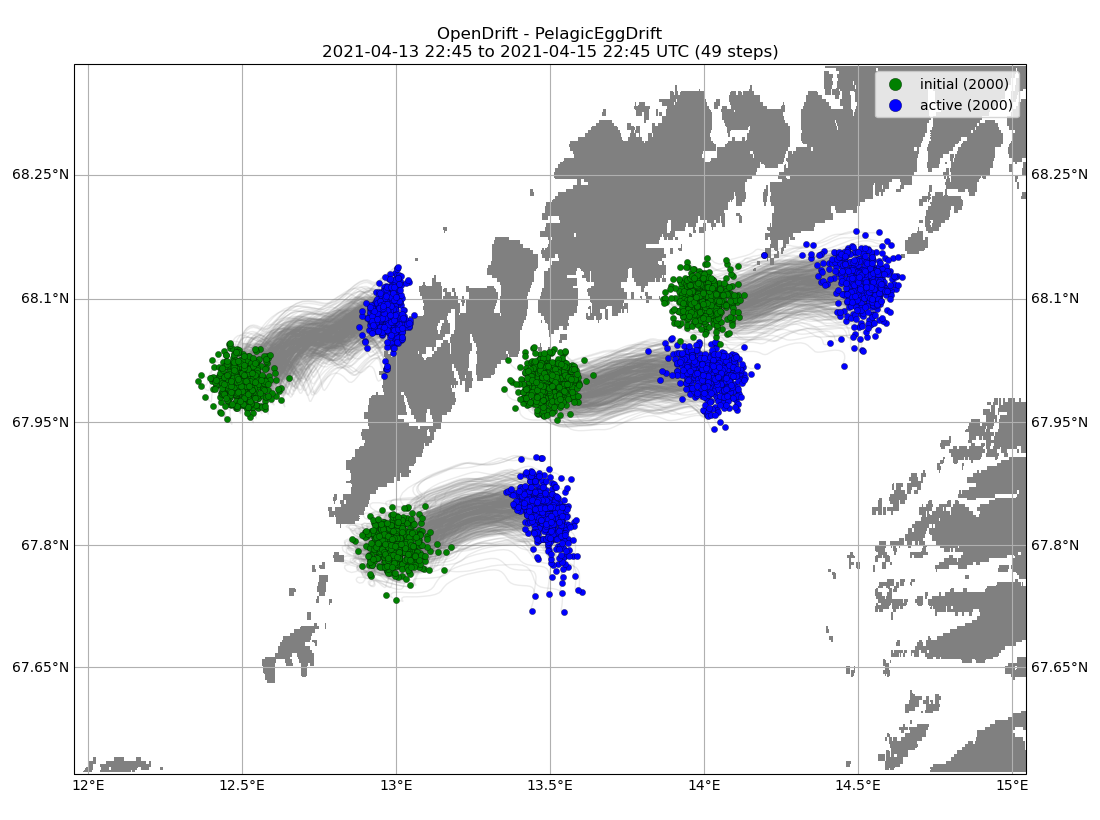 OpenDrift - PelagicEggDrift
2021-04-13 22:45 to 2021-04-15 22:45 UTC (49 steps)
initial (2000)
active (2000)
68.25°N
68.25°N
68.1°N
68.1°N
67.95°N
67.95°N
67.8°N
67.8°N
67.65°N
67.65°N
12°E
12.5°E
13°E
13.5°E
14°E
14.5°E
15°E